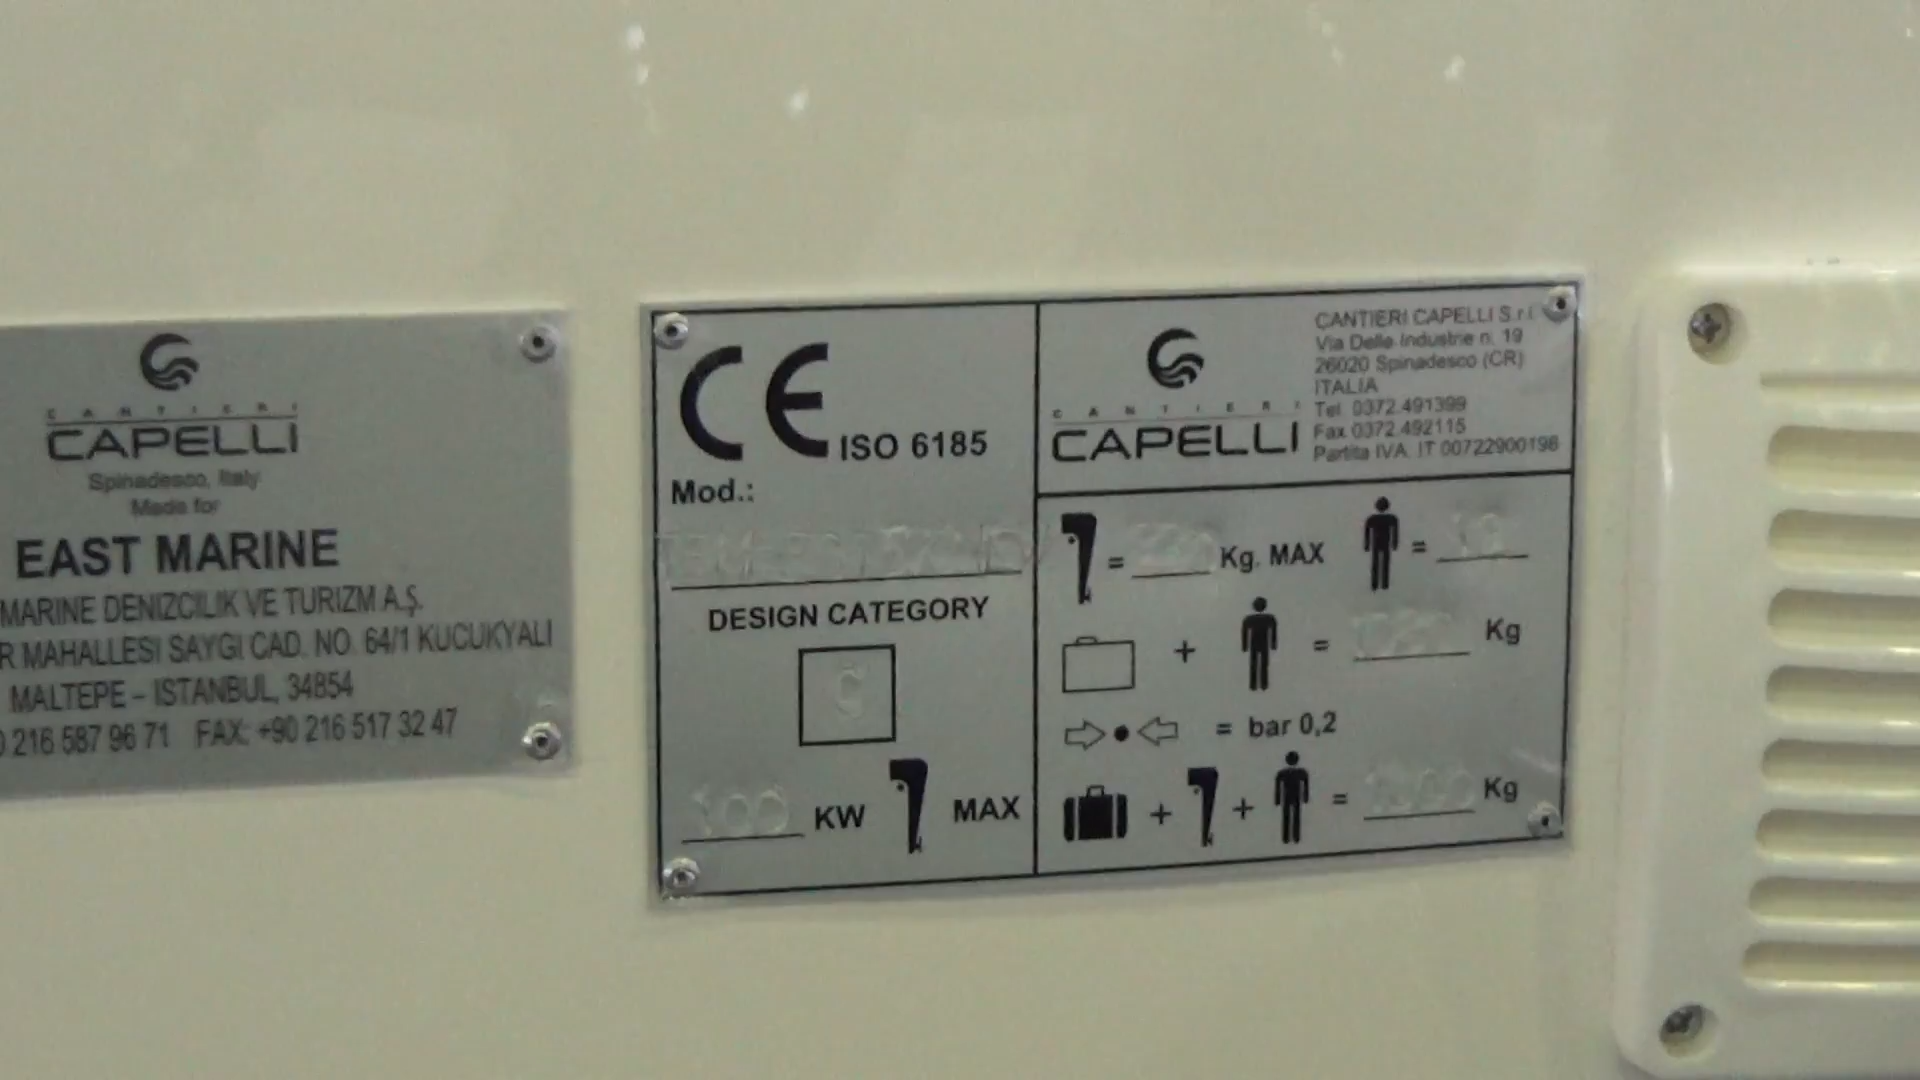 CANTIERI
CAPELLI
Spinadesco, Italy
Made for
EAST MARINE
MARINE DENIZCILIK VE TURIZM A.Ş.
R MAHALLESI SAYGI CAD. NO. 64/1 KUCUKYALI
MALTEPE – ISTANBUL, 34854
216 587 96 71 FAX: +90 216 517 32 47
CE ISO 6185
Mod.:
DESIGN CATEGORY
C
KW MAX
CANTIERI
CAPELLI
CANTIERI CAPELLI S.r.l.
Via Delle Industrie n. 19
26020 Spinadesco (CR)
ITALIA
Tel. 0372.491399
Fax 0372.492115
Partita IVA. IT 00722900198
= Kg. MAX =
+ = Kg
= bar 0,2
+ + = Kg